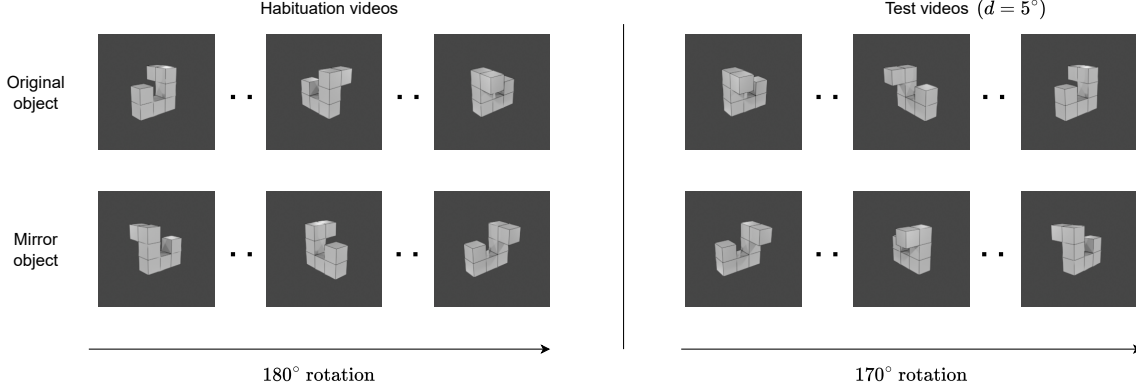 Habituation videos
Test videos (d = 5°)
Original
object
Mirror
object
180° rotation
170° rotation